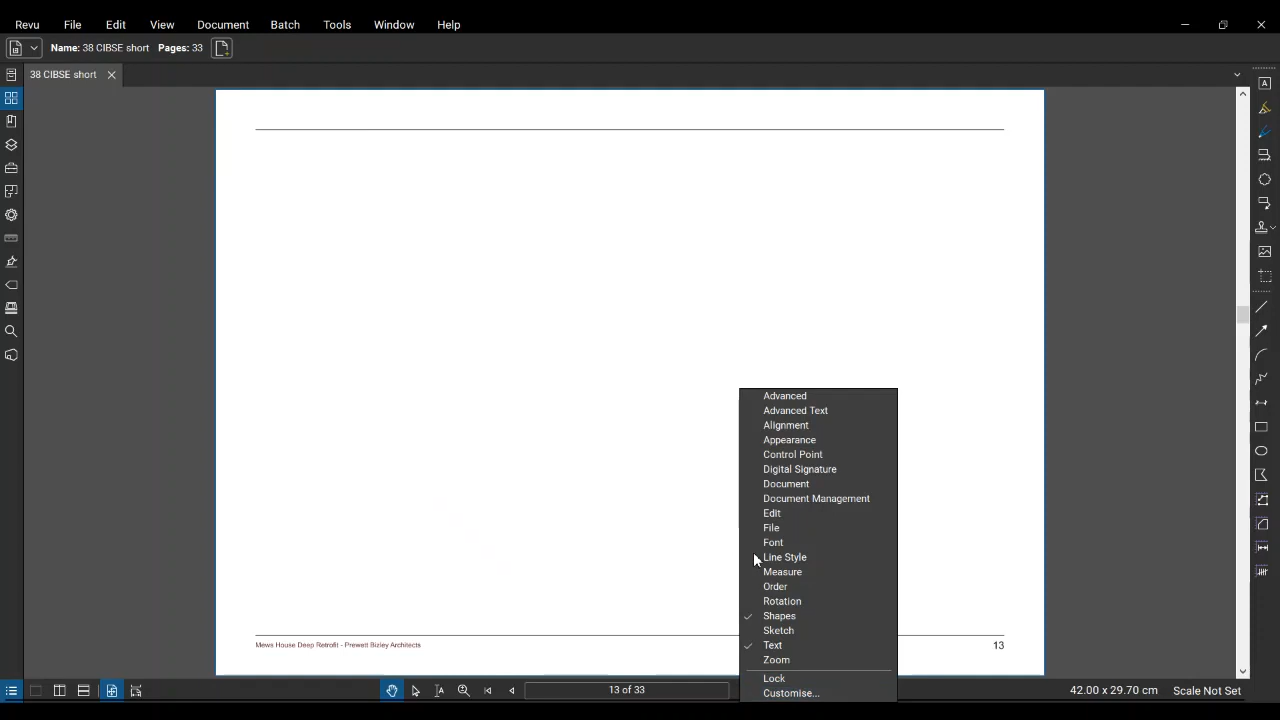 Revu File Edit View Document Batch Tools Window Help
Name: 38 CIBSE short Pages: 33
38 CIBSE short
Advanced
Advanced Text
Alignment
Appearance
Control Point
Digital Signature
Document
Document Management
Edit
File
Font
Line Style
Measure
Order
Rotation
Shapes
Sketch
Text
Zoom
Lock
Customise...
Mews House Deep Retrofit - Prewett Bizley Architects
13
13 of 33
42.00 x 29.70 cm Scale Not Set